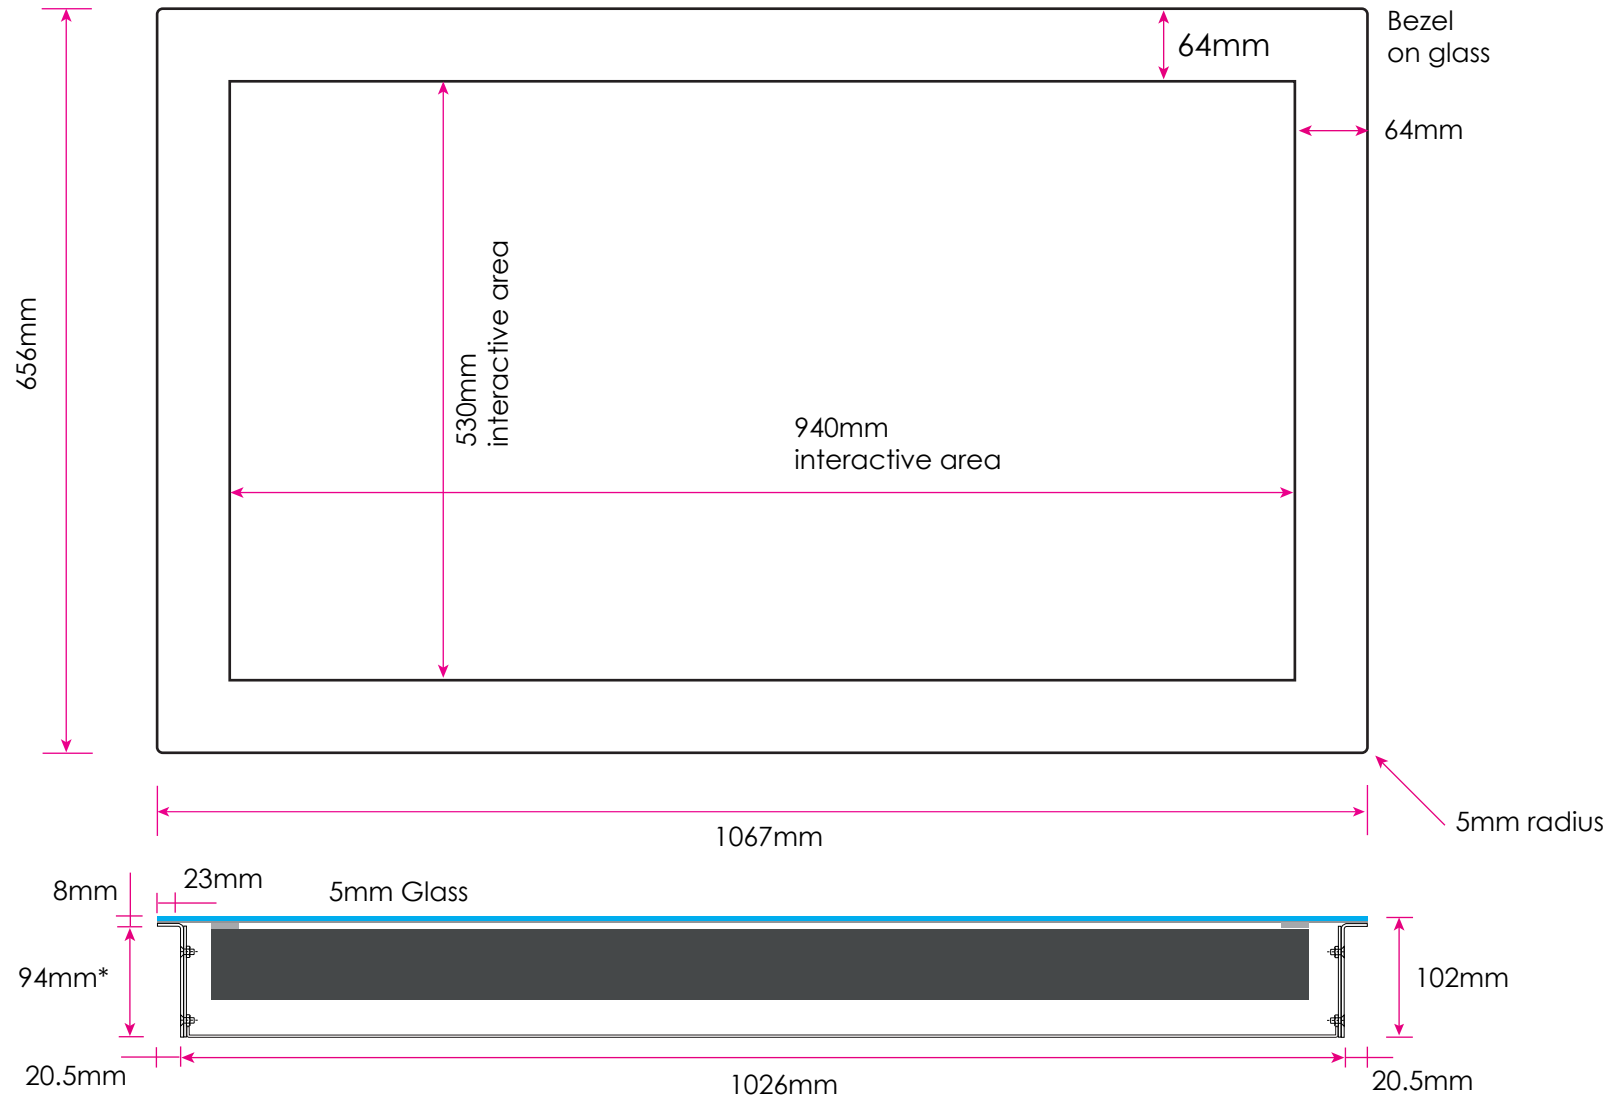 Bezel
on glass
64mm
64mm
656mm
530mm
interactive area
940mm
interactive area
1067mm
5mm radius
8mm
23mm
5mm Glass
94mm*
102mm
20.5mm
1026mm
20.5mm